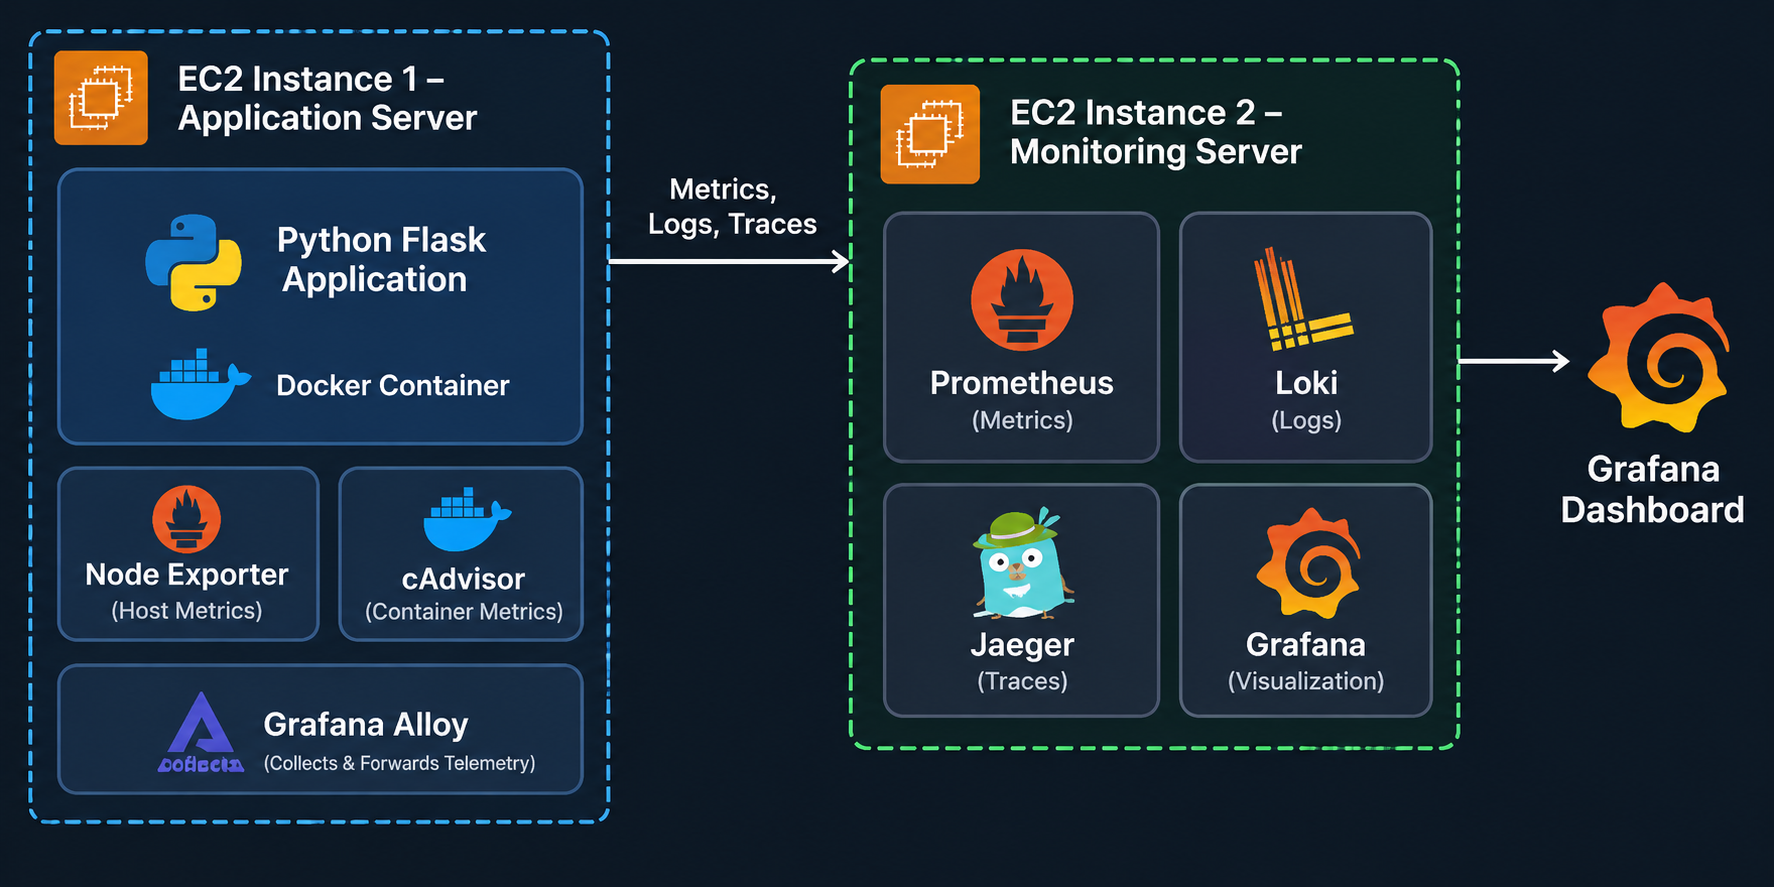 EC2 Instance 1 –
Application Server
Python Flask
Application
Docker Container
Node Exporter
(Host Metrics)
cAdvisor
(Container Metrics)
Grafana Alloy
(Collects & Forwards Telemetry)
Metrics,
Logs, Traces
EC2 Instance 2 –
Monitoring Server
Prometheus
(Metrics)
Loki
(Logs)
Jaeger
(Traces)
Grafana
(Visualization)
Grafana
Dashboard